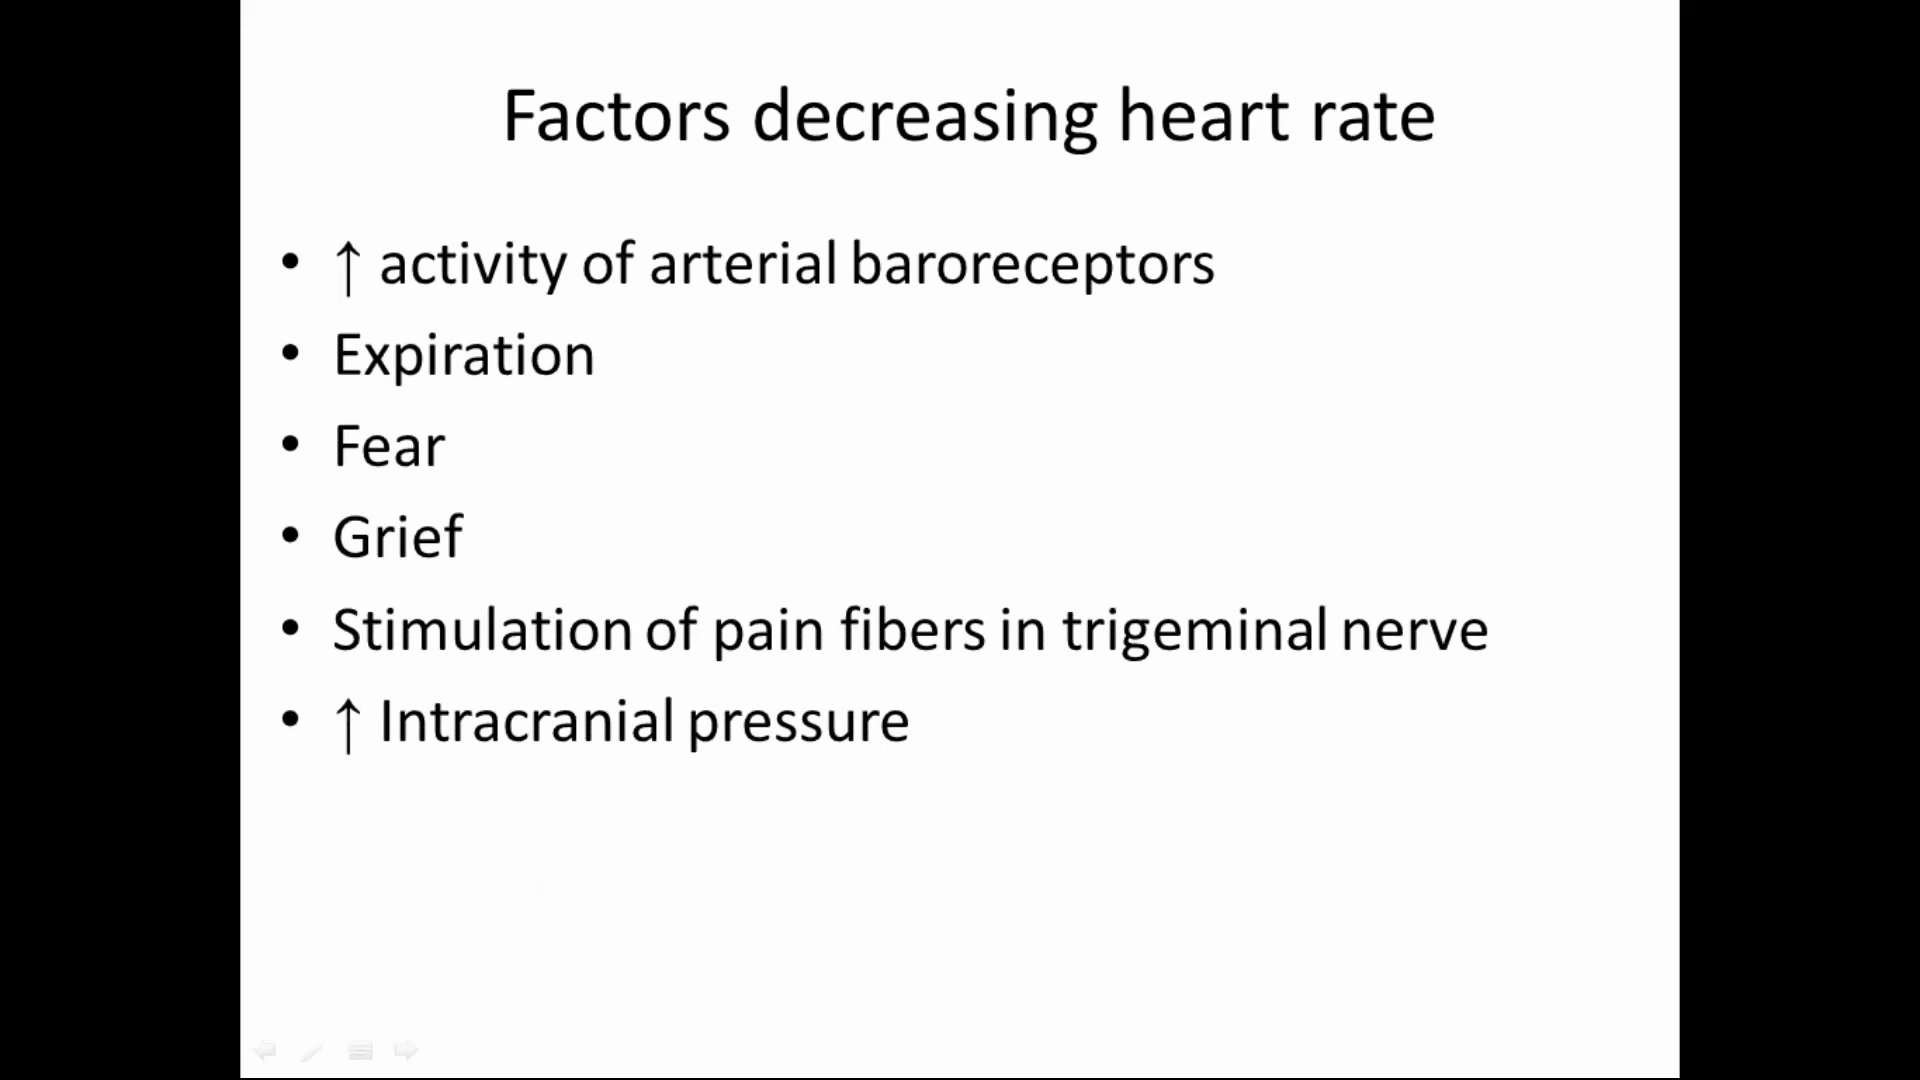 Factors decreasing heart rate
• ↑ activity of arterial baroreceptors
• Expiration
• Fear
• Grief
• Stimulation of pain fibers in trigeminal nerve
• ↑ Intracranial pressure